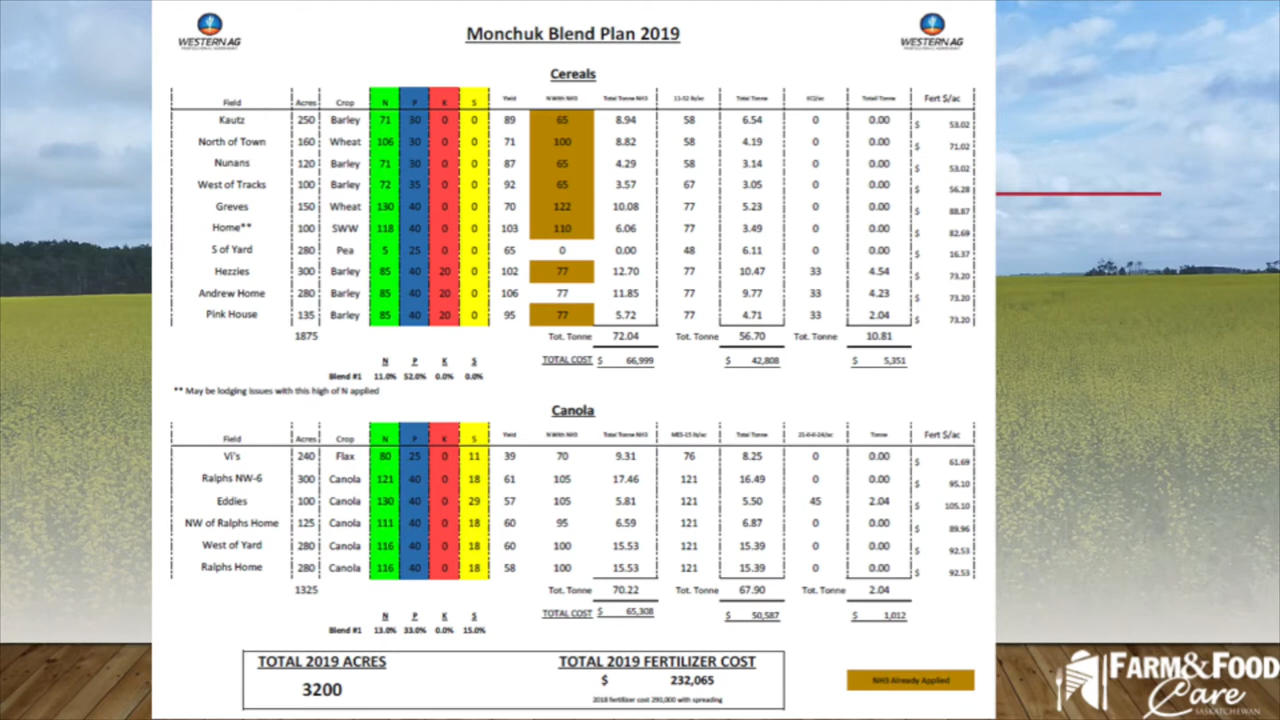 WESTERN AG
Monchuk Blend Plan 2019
WESTERN AG
Cereals
Field Acres Crop N P K S Yield N With NH3 Total Tonne NH3 11-52 lb/ac Total Tonne Total Tonne Fert $/ac
Kautz 250 Barley 71 30 0 0 89 65 8.94 58 6.54 0 0.00 $ 53.02
North of Town 160 Wheat 106 30 0 0 71 100 8.82 58 4.19 0 0.00 $ 71.02
Nunans 120 Barley 71 30 0 0 87 65 4.29 58 3.14 0 0.00 $ 53.02
West of Tracks 100 Barley 72 35 0 0 92 65 3.57 67 3.05 0 0.00 $ 56.28
Greves 150 Wheat 130 40 0 0 70 122 10.08 77 5.23 0 0.00 $ 88.87
Home** 100 SWW 118 40 0 0 103 110 6.06 77 3.49 0 0.00 $ 82.69
S of Yard 280 Pea 5 25 0 0 65 0 0.00 48 6.11 0 0.00 $ 16.37
Hezzies 300 Barley 85 40 20 0 102 77 12.70 77 10.47 33 4.54 $ 73.20
Andrew Home 280 Barley 85 40 20 0 106 77 11.85 77 9.77 33 4.23 $ 73.20
Pink House 135 Barley 85 40 20 0 95 77 5.72 77 4.71 33 2.04 $ 73.20
1875 Tot. Tonne 72.04 Tot. Tonne 56.70 Tot. Tonne 10.81
N P K S TOTAL COST $ 66,999 $ 42,808 $ 5,351
Blend #1 11.0% 52.0% 0.0% 0.0%
** May be lodging issues with this high of N applied
Canola
Field Acres Crop N P K S Yield N With NH3 Total Tonne NH3 MES-15 lb/ac Total Tonne 21-0-0-24/ac Tonne Fert $/ac
Vi's 240 Flax 80 25 0 11 39 70 9.31 76 8.25 0 0.00 $ 61.69
Ralphs NW-6 300 Canola 121 40 0 18 61 105 17.46 121 16.49 0 0.00 $ 95.10
Eddies 100 Canola 130 40 0 29 57 105 5.81 121 5.50 45 2.04 $ 105.10
NW of Ralphs Home 125 Canola 111 40 0 18 60 95 6.59 121 6.87 0 0.00 $ 89.96
West of Yard 280 Canola 116 40 0 18 60 100 15.53 121 15.39 0 0.00 $ 92.53
Ralphs Home 280 Canola 116 40 0 18 58 100 15.53 121 15.39 0 0.00 $ 92.53
1325 Tot. Tonne 70.22 Tot. Tonne 67.90 Tot. Tonne 2.04
N P K S TOTAL COST $ 65,308 $ 50,587 $ 1,012
Blend #1 13.0% 33.0% 0.0% 15.0%
TOTAL 2019 ACRES TOTAL 2019 FERTILIZER COST
3200 $ 232,065
2018 fertilizer cost 290,000 with spreading
NH3 Already Applied
FARM&FOOD
Care
SASKATCHEWAN